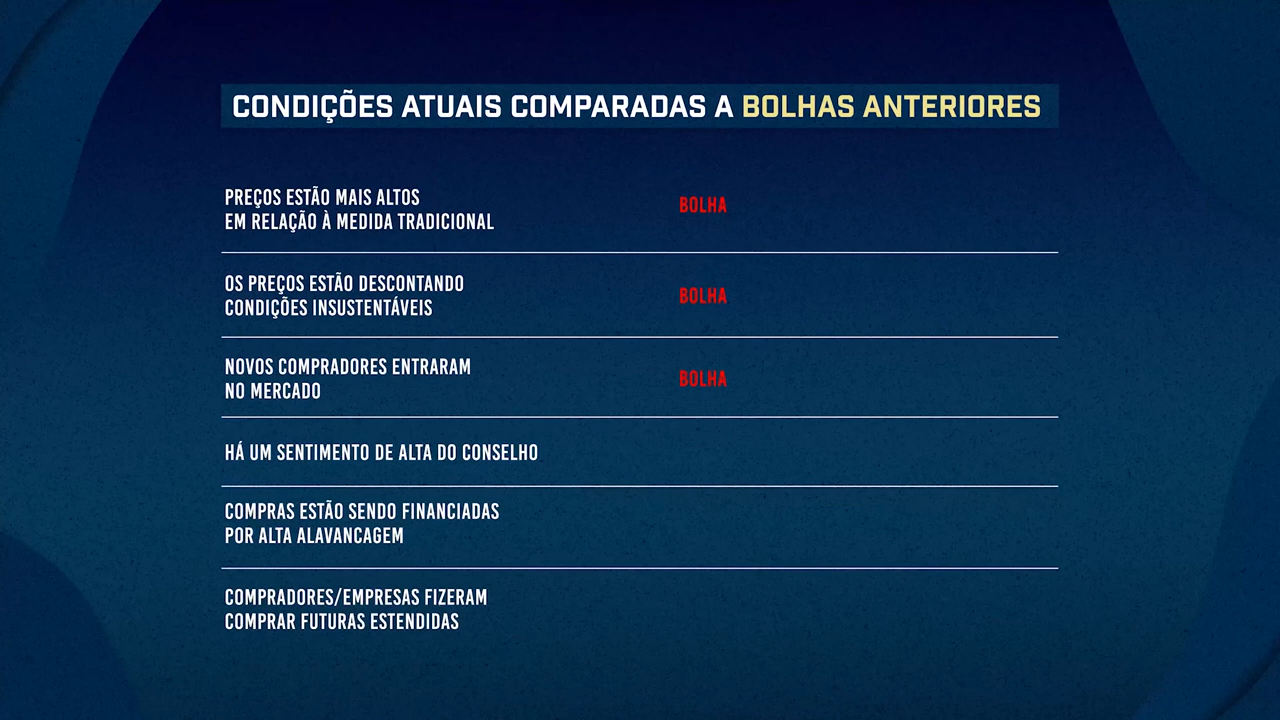 CONDIÇÕES ATUAIS COMPARADAS A BOLHAS ANTERIORES
PREÇOS ESTÃO MAIS ALTOS
EM RELAÇÃO À MEDIDA TRADICIONAL
BOLHA
OS PREÇOS ESTÃO DESCONTANDO
CONDIÇÕES INSUSTENTÁVEIS
BOLHA
NOVOS COMPRADORES ENTRARAM
NO MERCADO
BOLHA
HÁ UM SENTIMENTO DE ALTA DO CONSELHO
COMPRAS ESTÃO SENDO FINANCIADAS
POR ALTA ALAVANCAGEM
COMPRADORES/EMPRESAS FIZERAM
COMPRAR FUTURAS ESTENDIDAS